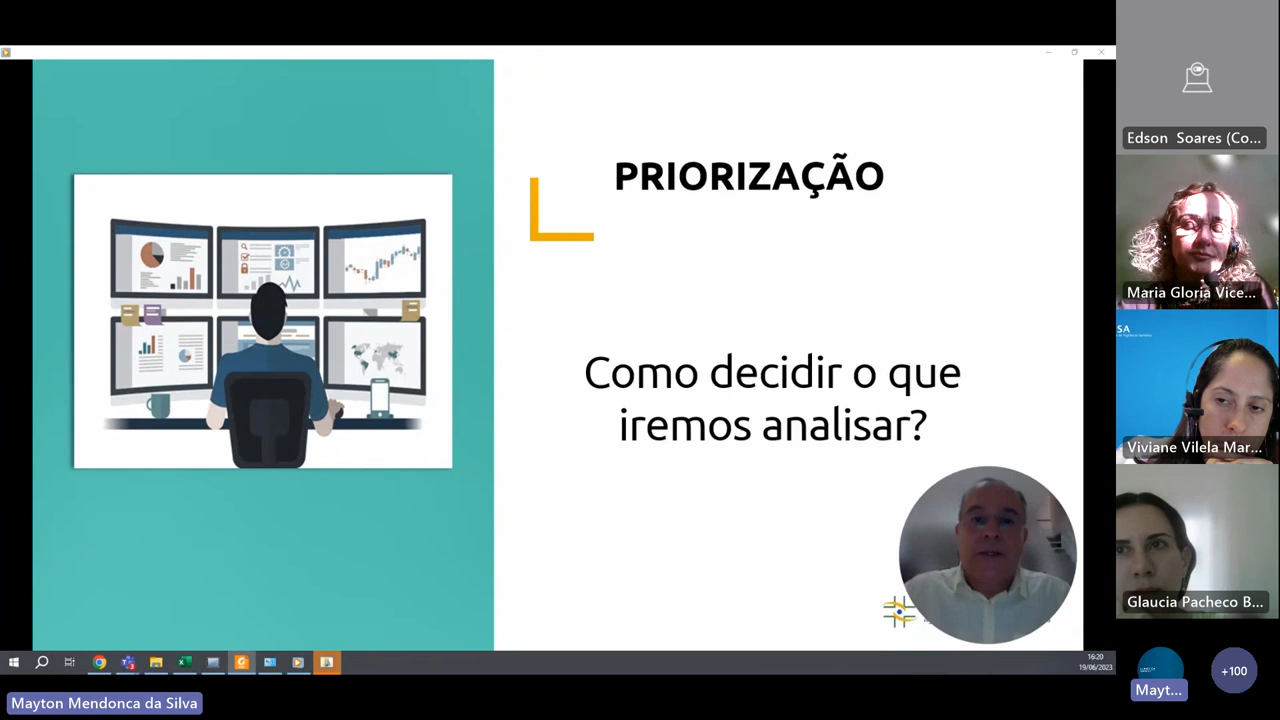 PRIORIZAÇÃO
Como decidir o que
iremos analisar?
Edson Soares (Co...
Maria Gloria Vice...
SA
Viviane Vilela Mar...
Glaucia Pacheco B...
Mayt...
+100
16:20
19/06/2023
Mayton Mendonca da Silva